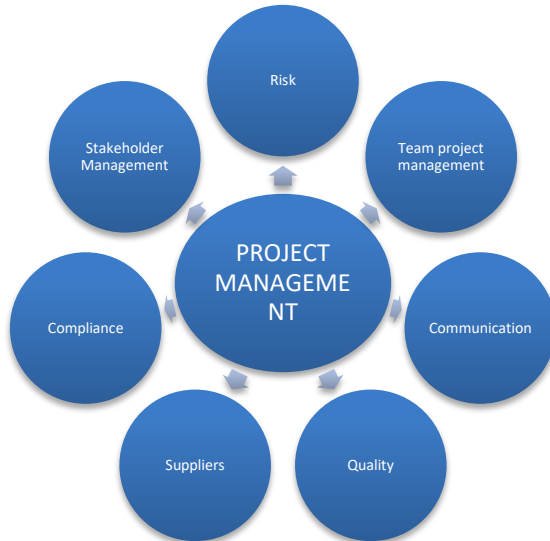 Risk
Team project
management
Communication
Quality
Suppliers
Compliance
Stakeholder
Management
PROJECT
MANAGEME
NT